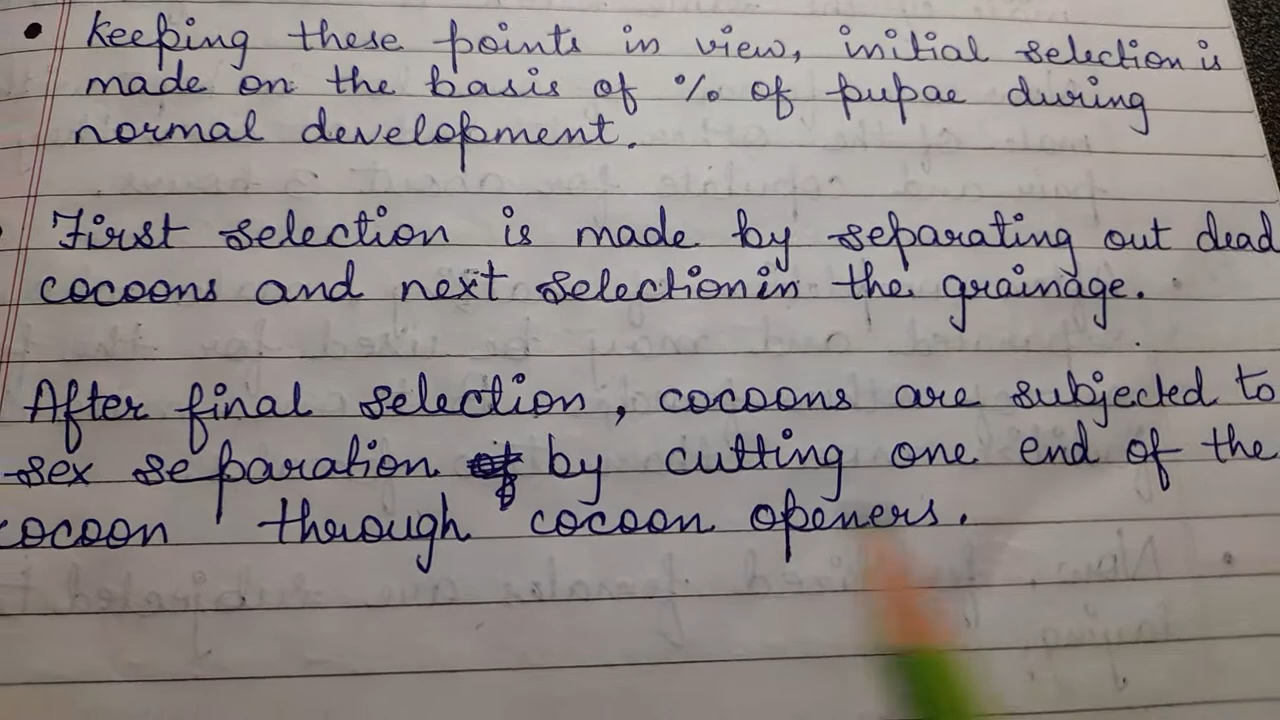 • Keeping these points in view, initial selection is
made on the basis of % of pupae during
normal development.
First selection is made by separating out dead
cocoons and next selection in the grainage.
After final selection, cocoons are subjected to
sex separation by cutting one end of the
cocoon through cocoon openers.